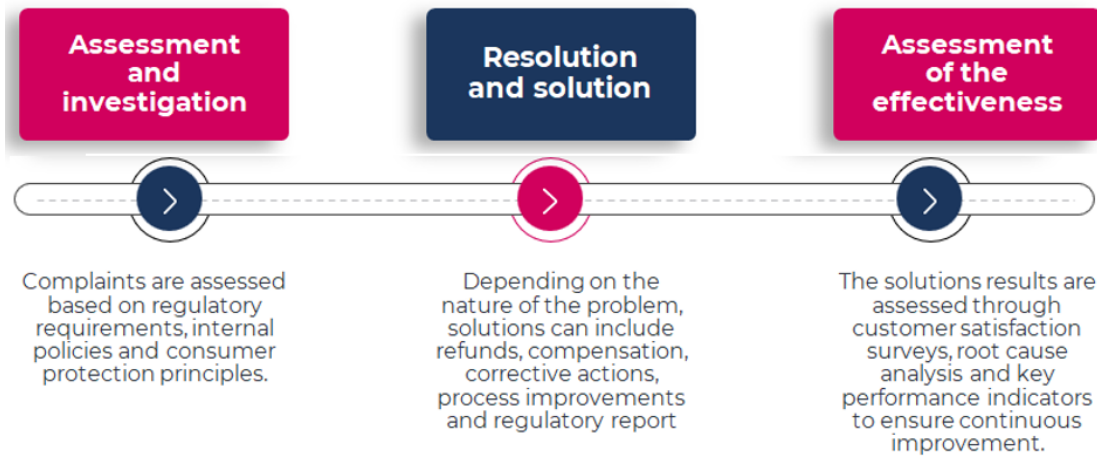 Assessment
and
investigation
Resolution
and solution
Assessment
of the
effectiveness
Complaints are assessed
based on regulatory
requirements, internal
policies and consumer
protection principles.
Depending on the
nature of the problem,
solutions can include
refunds, compensation,
corrective actions,
process improvements
and regulatory report
The solutions results are
assessed through
customer satisfaction
surveys, root cause
analysis and key
performance indicators
to ensure continuous
improvement.